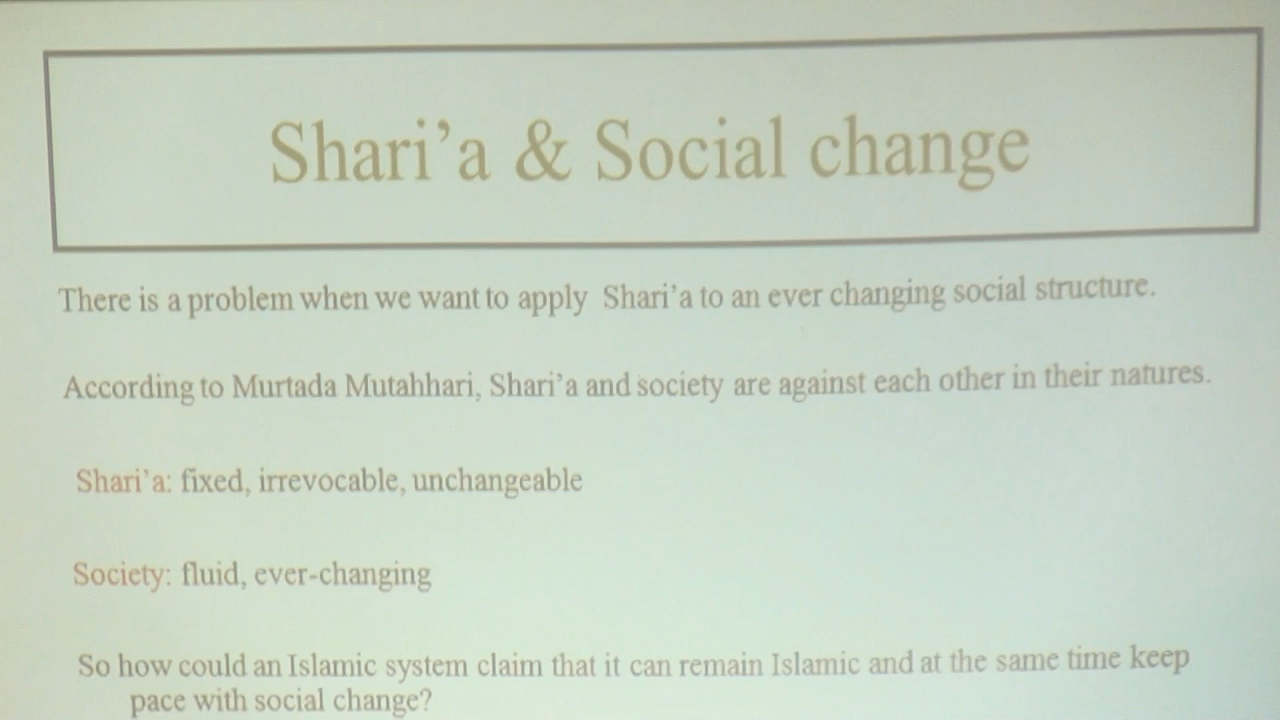 Shari’a & Social change
There is a problem when we want to apply Shari’a to an ever changing social structure.
According to Murtada Mutahhari, Shari’a and society are against each other in their natures.
Shari’a: fixed, irrevocable, unchangeable
Society: fluid, ever-changing
So how could an Islamic system claim that it can remain Islamic and at the same time keep
pace with social change?